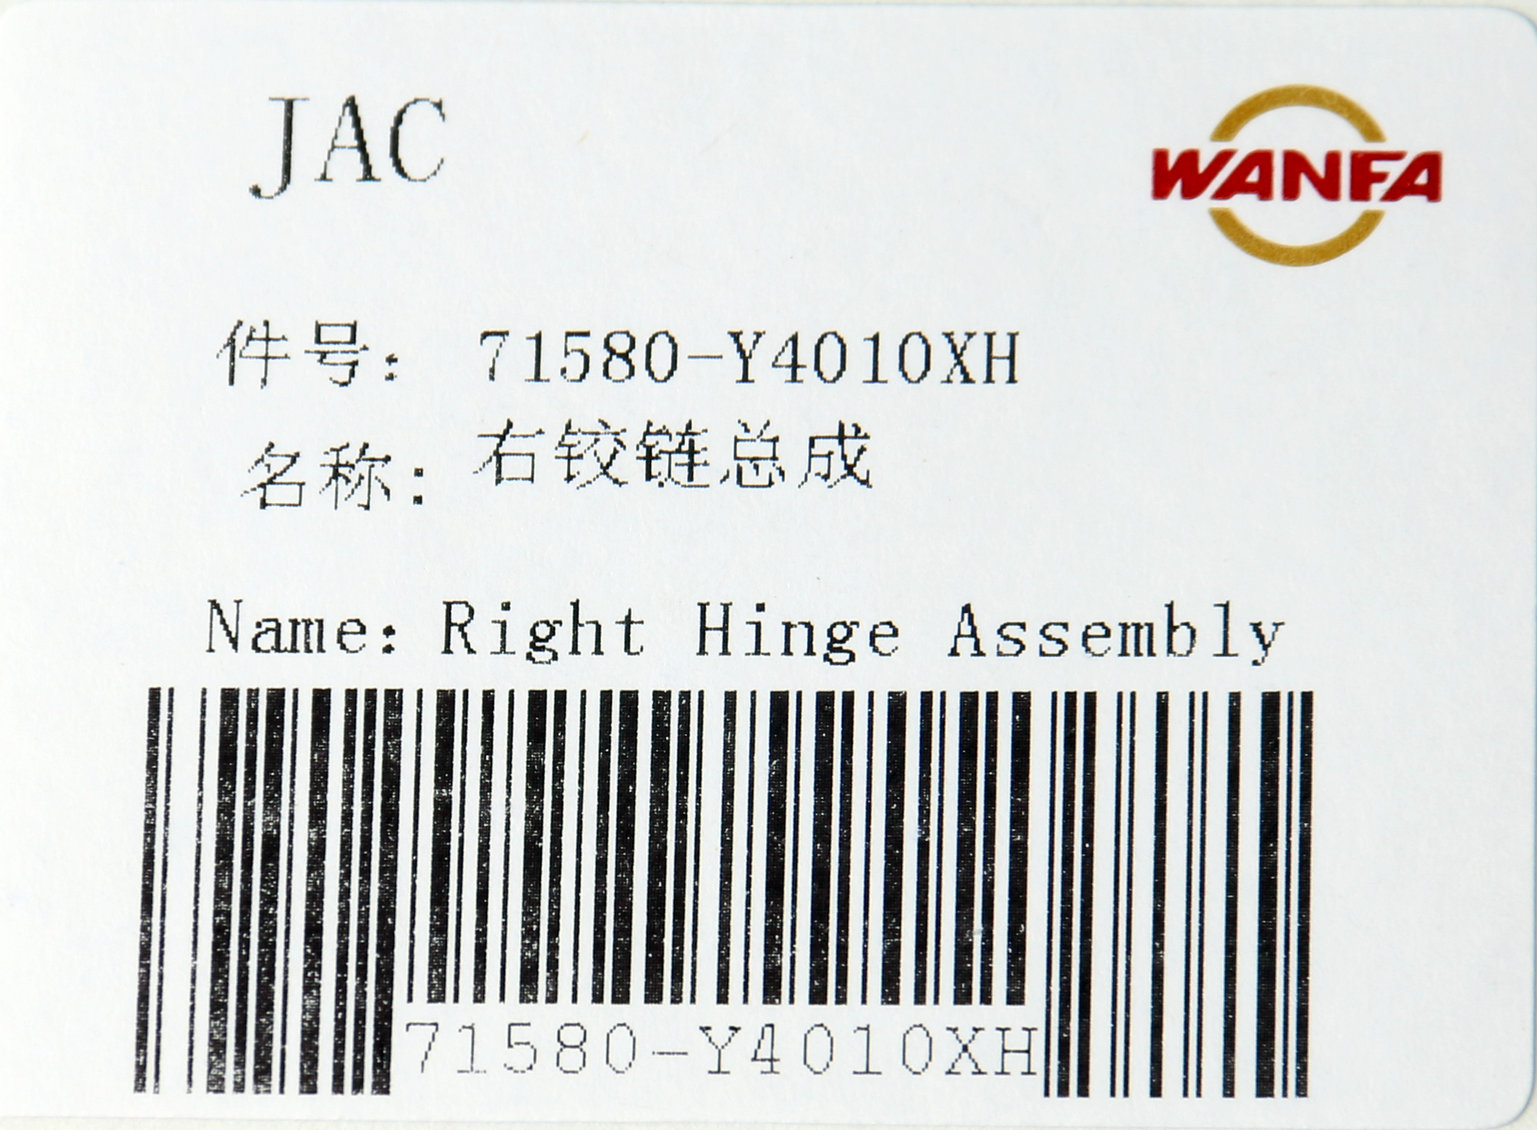 JAC
WANFA
件号: 71580-Y4010XH
名称: 右铰链总成
Name: Right Hinge Assembly
71580-Y4010XH